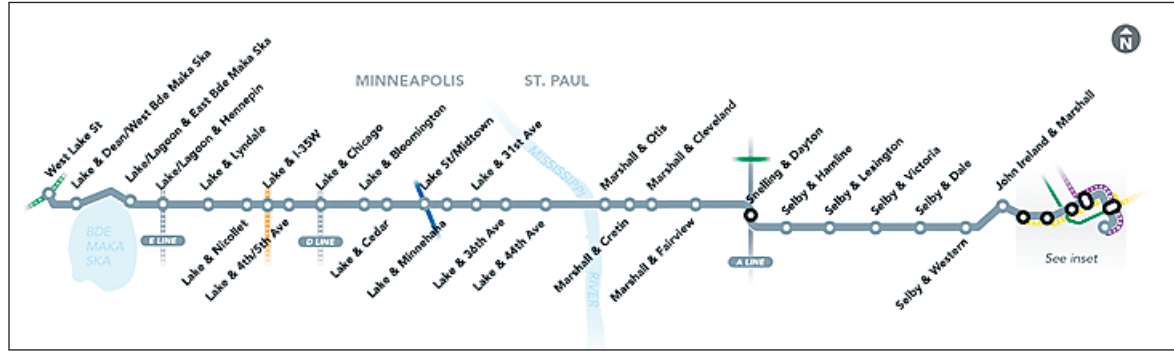 MINNEAPOLIS
ST. PAUL
N
West Lake St
Lake & Dean/West Bde Maka Ska
Lake/Lagoon & East Bde Maka Ska
Lake/Lagoon & Hennepin
Lake & Lyndale
Lake & I-35W
Lake & Chicago
Lake & Bloomington
Lake St/Midtown
Lake & 31st Ave
Marshall & Otis
Marshall & Cleveland
Snelling & Dayton
Selby & Hamline
Selby & Lexington
Selby & Victoria
Selby & Dale
John Ireland & Marshall
MISSISSIPPI
RIVER
BDE
MAKA
SKA
E LINE
Lake & Nicollet
Lake & 4th/5th Ave
D LINE
Lake & Cedar
Lake & Minnehaha
Lake & 36th Ave
Lake & 44th Ave
Marshall & Cretin
Marshall & Fairview
A LINE
Selby & Western
See inset